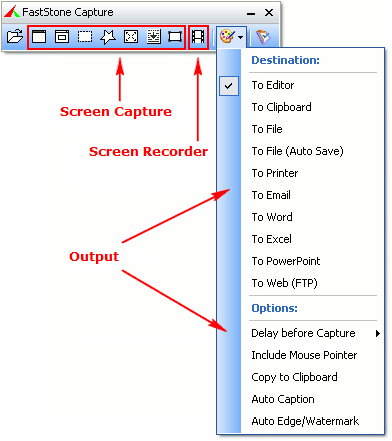 FastStone Capture
Screen Capture
Screen Recorder
Output
Destination:
To Editor
To Clipboard
To File
To File (Auto Save)
To Printer
To Email
To Word
To Excel
To PowerPoint
To Web (FTP)
Options:
Delay before Capture
Include Mouse Pointer
Copy to Clipboard
Auto Caption
Auto Edge/Watermark